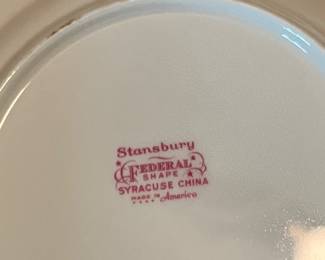 Stansbury
FEDERAL
SHAPE
SYRACUSE CHINA
MADE IN America